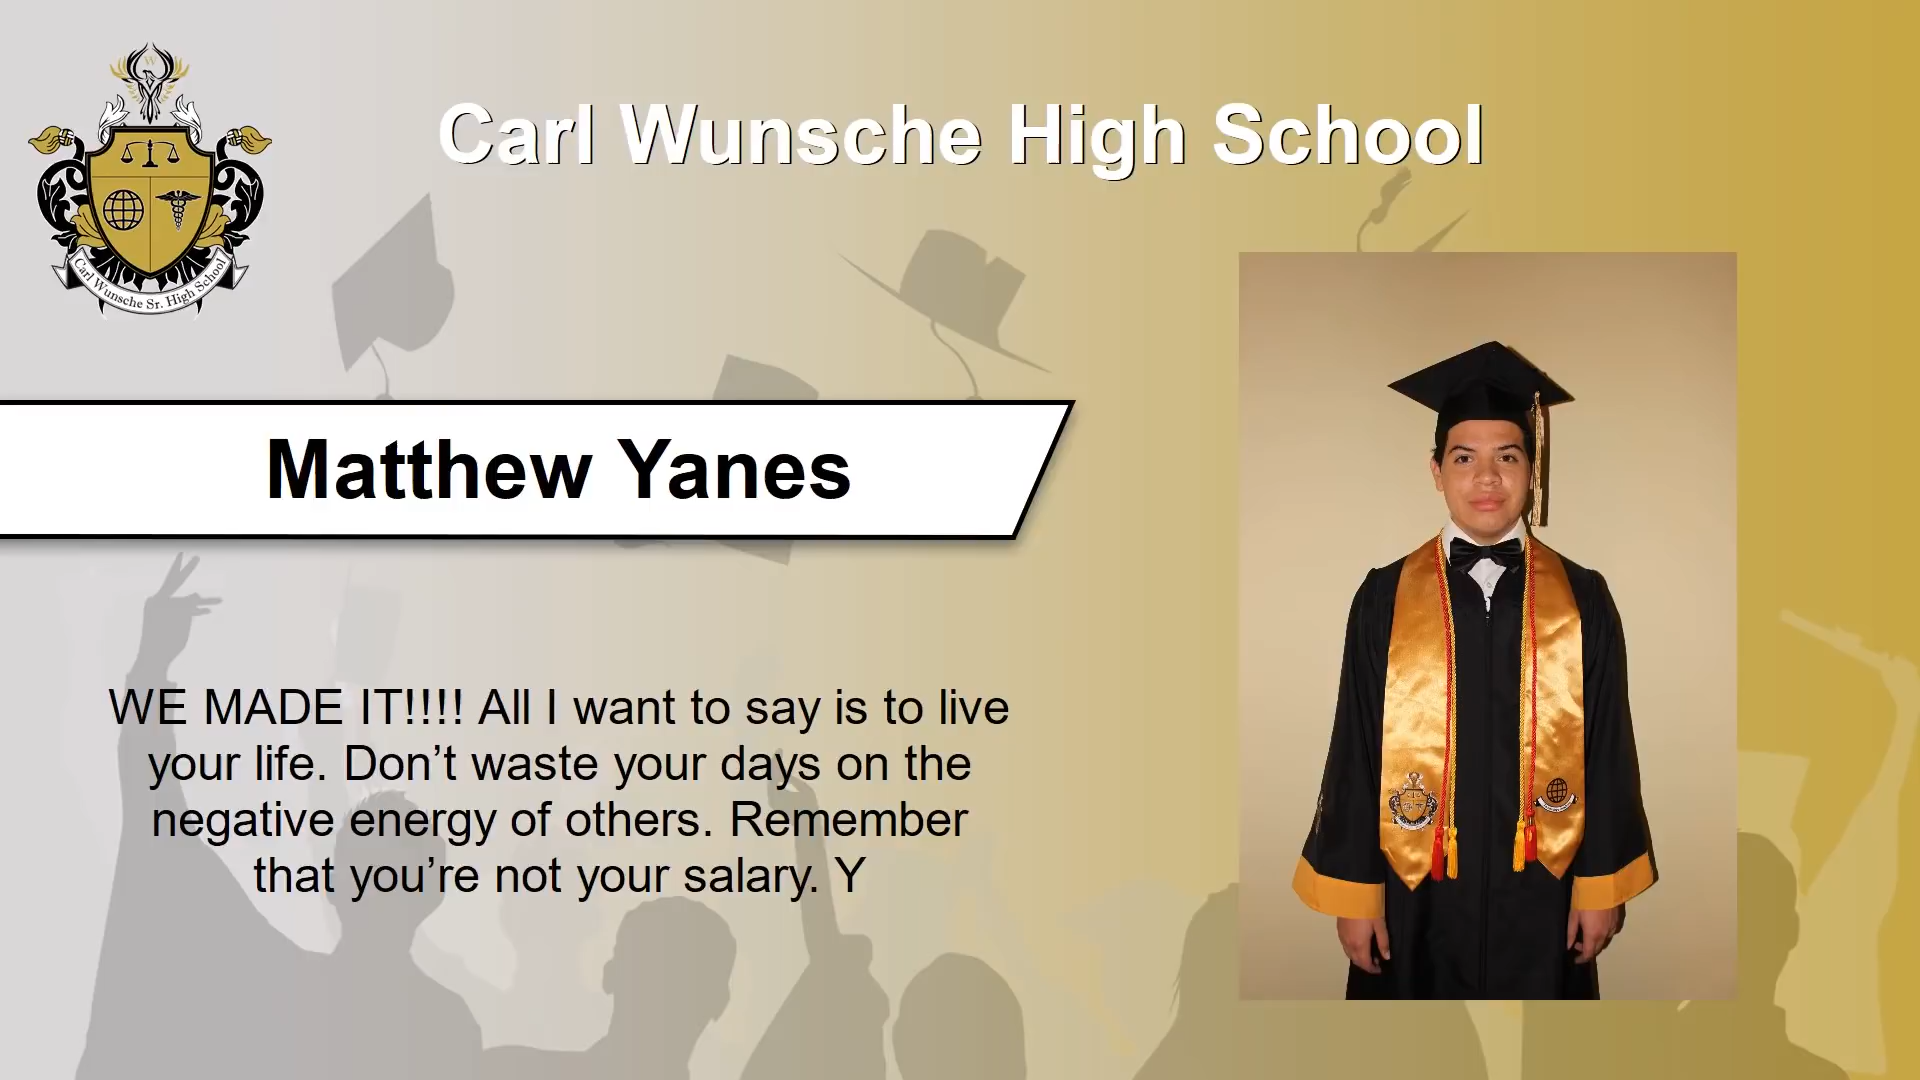 W
Carl Wunsche Sr. High School
Carl Wunsche High School
Matthew Yanes
WE MADE IT!!!! All I want to say is to live
your life. Don’t waste your days on the
negative energy of others. Remember
that you’re not your salary. Y